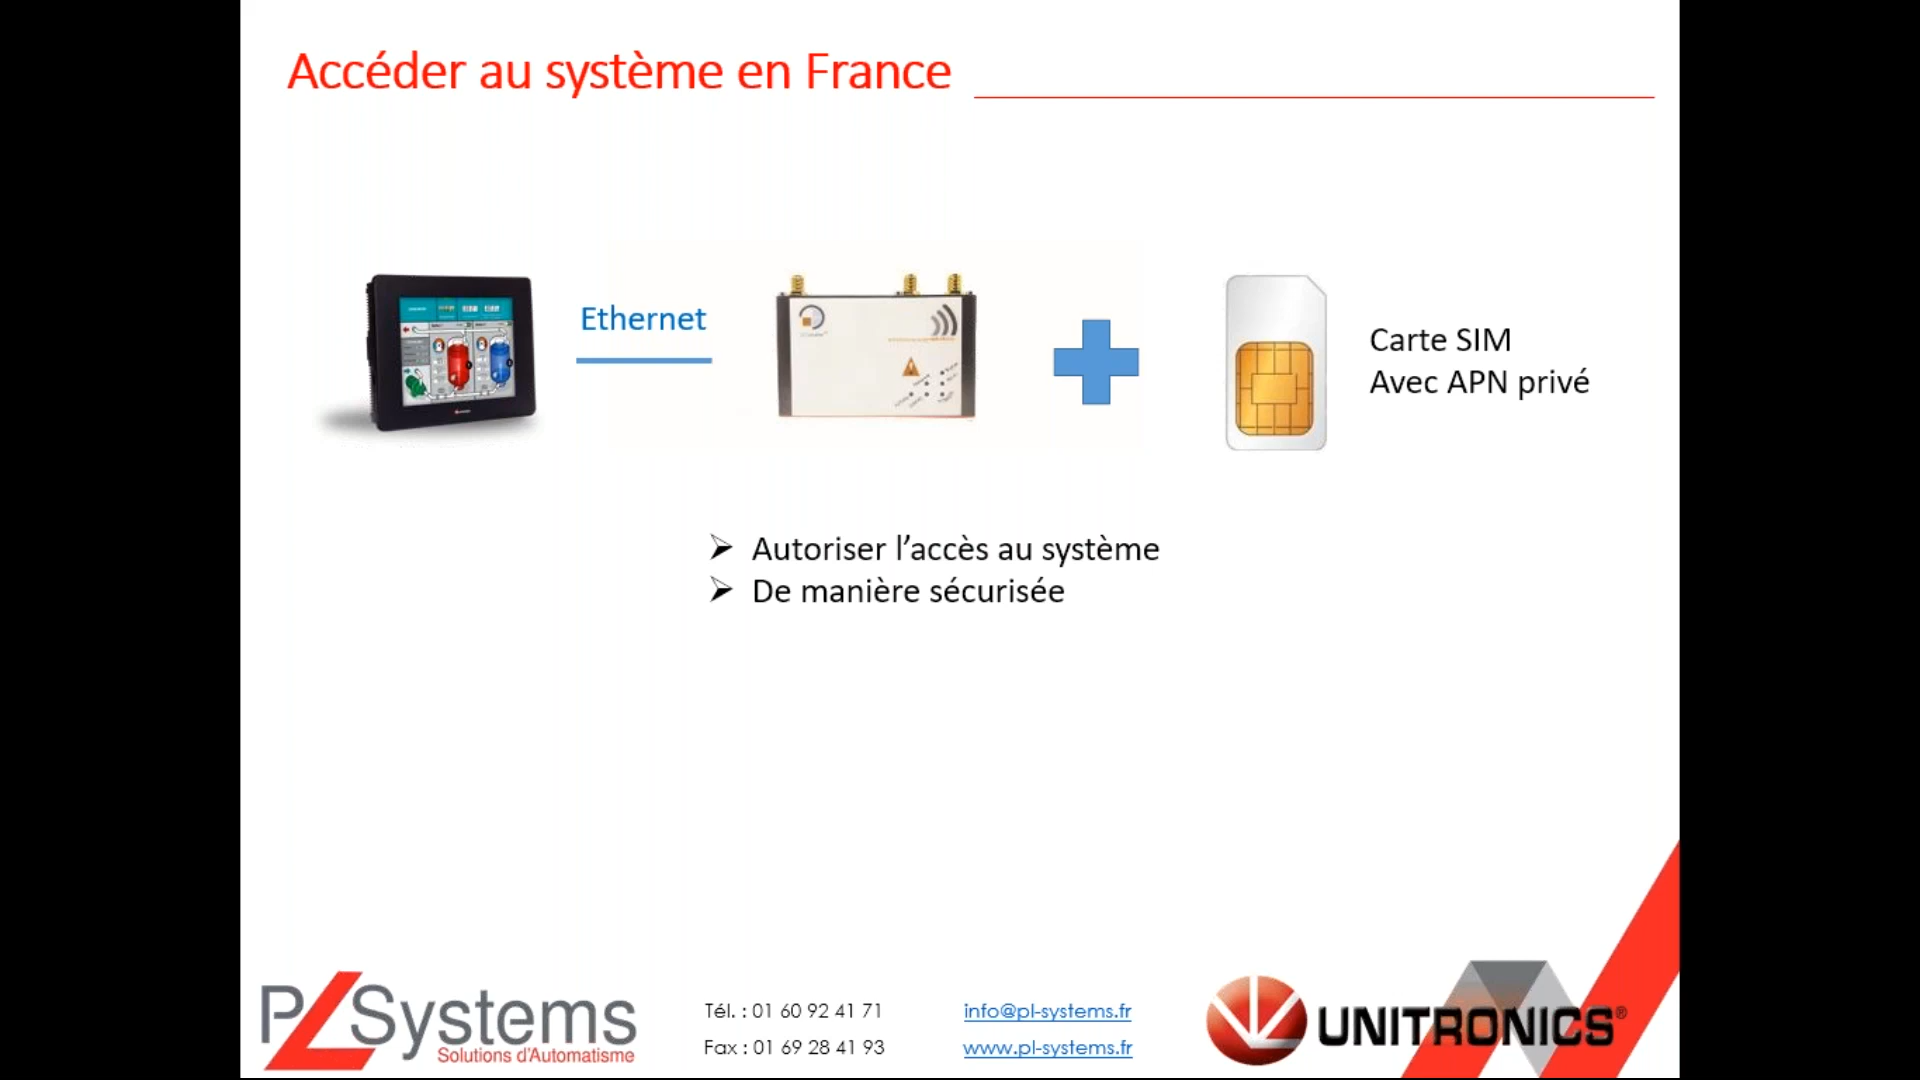 Accéder au système en France
Ethernet
Carte SIM
Avec APN privé
➢ Autoriser l’accès au système
➢ De manière sécurisée
PL Systems
Solutions d'Automatisme
Tél. : 01 60 92 41 71
Fax : 01 69 28 41 93
info@pl-systems.fr
www.pl-systems.fr
UNITRONICS®